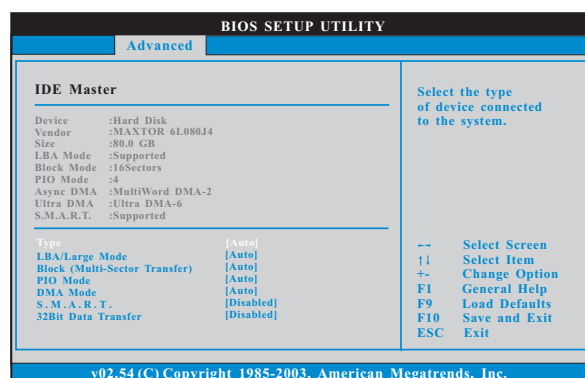 BIOS SETUP UTILITY
Advanced
IDE Master
Device :Hard Disk
Vendor :MAXTOR 6L080J4
Size :80.0 GB
LBA Mode :Supported
Block Mode :16Sectors
PIO Mode :4
Async DMA :MultiWord DMA-2
Ultra DMA :Ultra DMA-6
S.M.A.R.T. :Supported
Type [Auto]
LBA/Large Mode [Auto]
Block (Multi-Sector Transfer) [Auto]
PIO Mode [Auto]
DMA Mode [Auto]
S.M.A.R.T. [Disabled]
32Bit Data Transfer [Disabled]
Select the type
of device connected
to the system.
←→ Select Screen
↑↓ Select Item
+- Change Option
F1 General Help
F9 Load Defaults
F10 Save and Exit
ESC Exit
v02.54 (C) Copyright 1985-2003, American Megatrends, Inc.